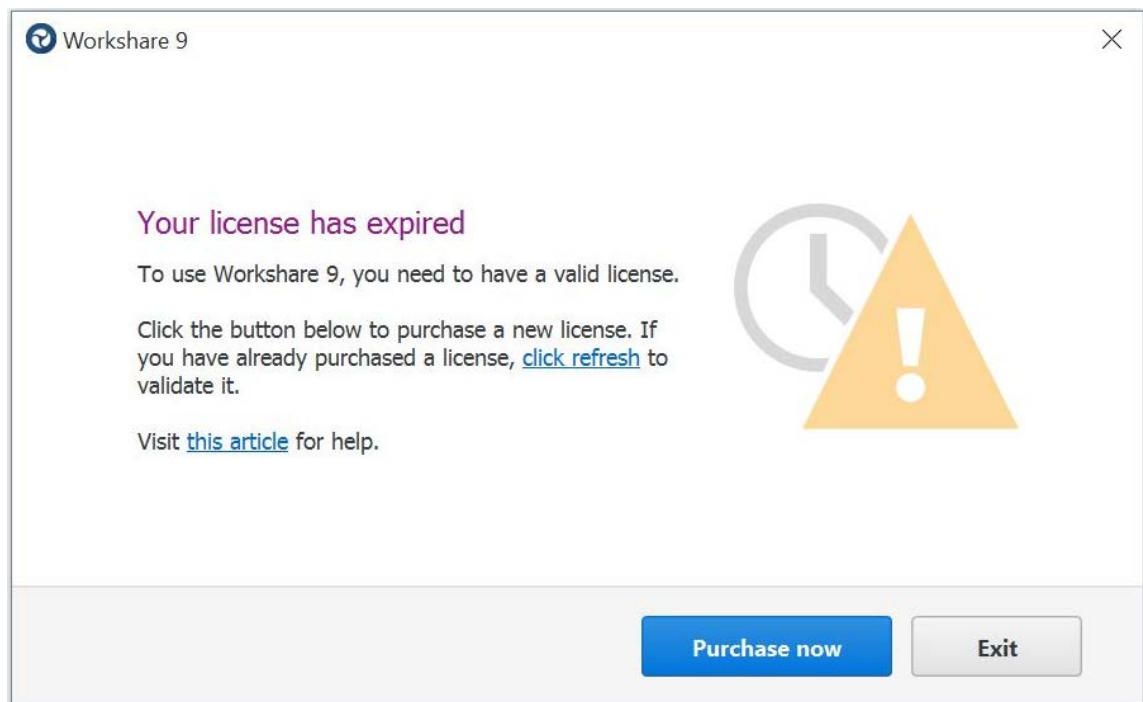 Workshare 9
Your license has expired
To use Workshare 9, you need to have a valid license.
Click the button below to purchase a new license. If
you have already purchased a license, click refresh to
validate it.
Visit this article for help.
Purchase now
Exit